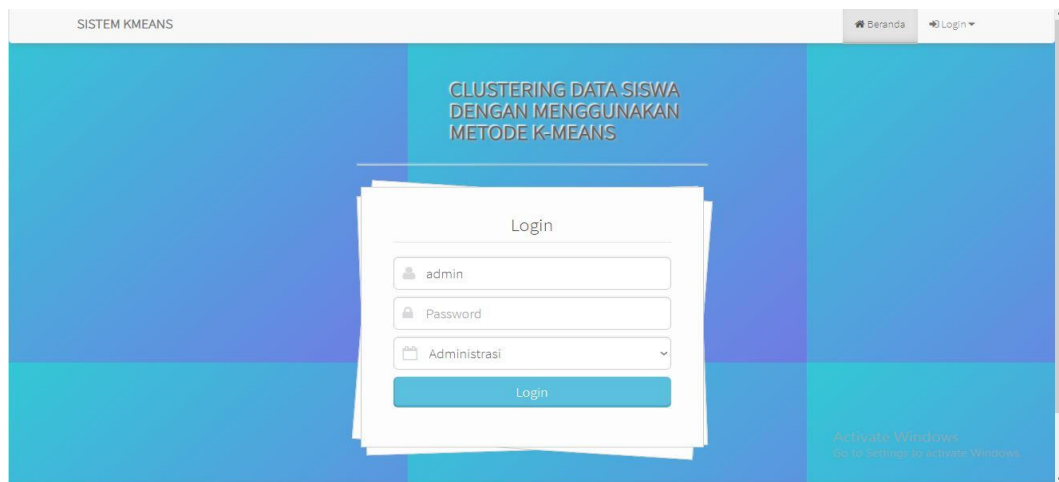 SISTEM KMEANS
Beranda
Login
CLUSTERING DATA SISWA
DENGAN MENGGUNAKAN
METODE K-MEANS
Login
admin
Password
Administrasi
Login
Activate Windows
Go to Settings to activate Windows.